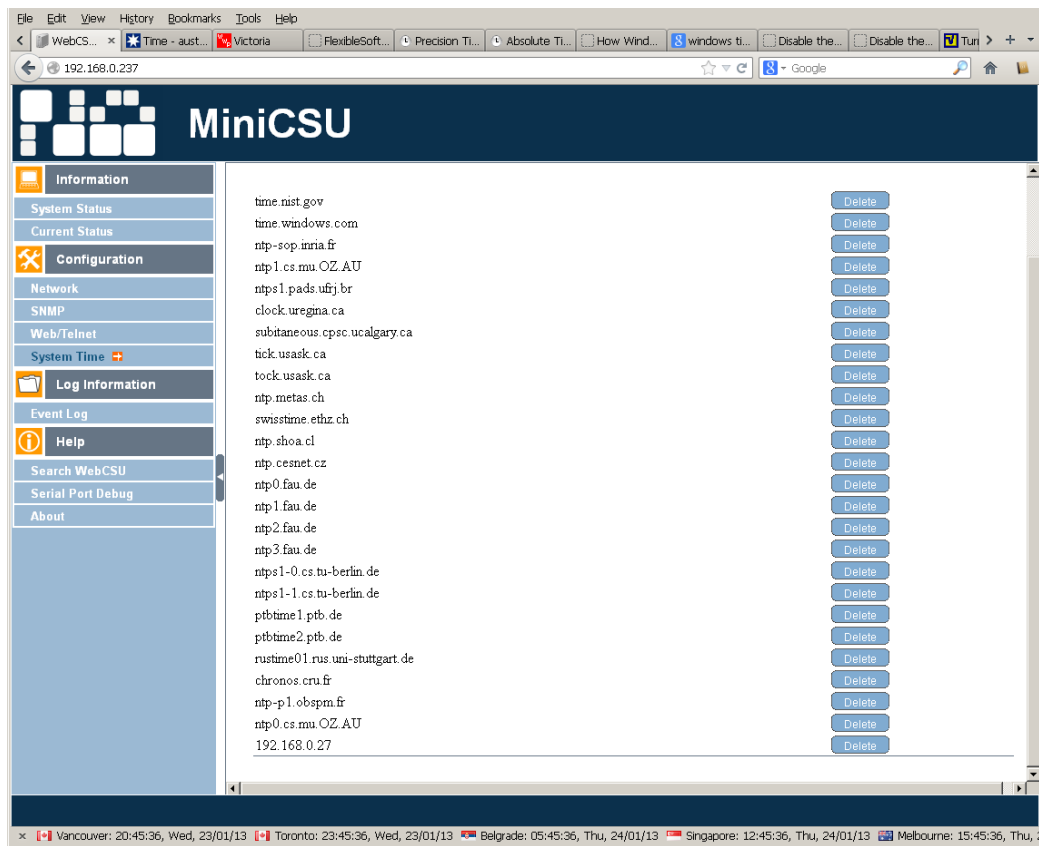 File Edit View History Bookmarks Tools Help
WebCS... × Time - aust... Victoria FlexibleSoft... Precision Ti... Absolute Ti... How Wind... windows ti... Disable the... Disable the... Turn
192.168.0.237 Google
MiniCSU
Information
System Status
Current Status
Configuration
Network
SNMP
Web/Telnet
System Time
Log Information
Event Log
Help
Search WebCSU
Serial Port Debug
About
time.nist.gov Delete
time.windows.com Delete
ntp-sop.inria.fr Delete
ntp1.cs.mu.OZ.AU Delete
ntps1.pads.ufrj.br Delete
clock.uregina.ca Delete
subitaneous.cpsc.ucalgary.ca Delete
tick.usask.ca Delete
tock.usask.ca Delete
ntp.metas.ch Delete
swisstime.ethz.ch Delete
ntp.shoa.cl Delete
ntp.cesnet.cz Delete
ntp0.fau.de Delete
ntp1.fau.de Delete
ntp2.fau.de Delete
ntp3.fau.de Delete
ntps1-0.cs.tu-berlin.de Delete
ntps1-1.cs.tu-berlin.de Delete
ptbtime1.ptb.de Delete
ptbtime2.ptb.de Delete
rustime01.rus.uni-stuttgart.de Delete
chronos.cru.fr Delete
ntp-p1.obspm.fr Delete
ntp0.cs.mu.OZ.AU Delete
192.168.0.27 Delete
× Vancouver: 20:45:36, Wed, 23/01/13 Toronto: 23:45:36, Wed, 23/01/13 Belgrade: 05:45:36, Thu, 24/01/13 Singapore: 12:45:36, Thu, 24/01/13 Melbourne: 15:45:36, Thu,